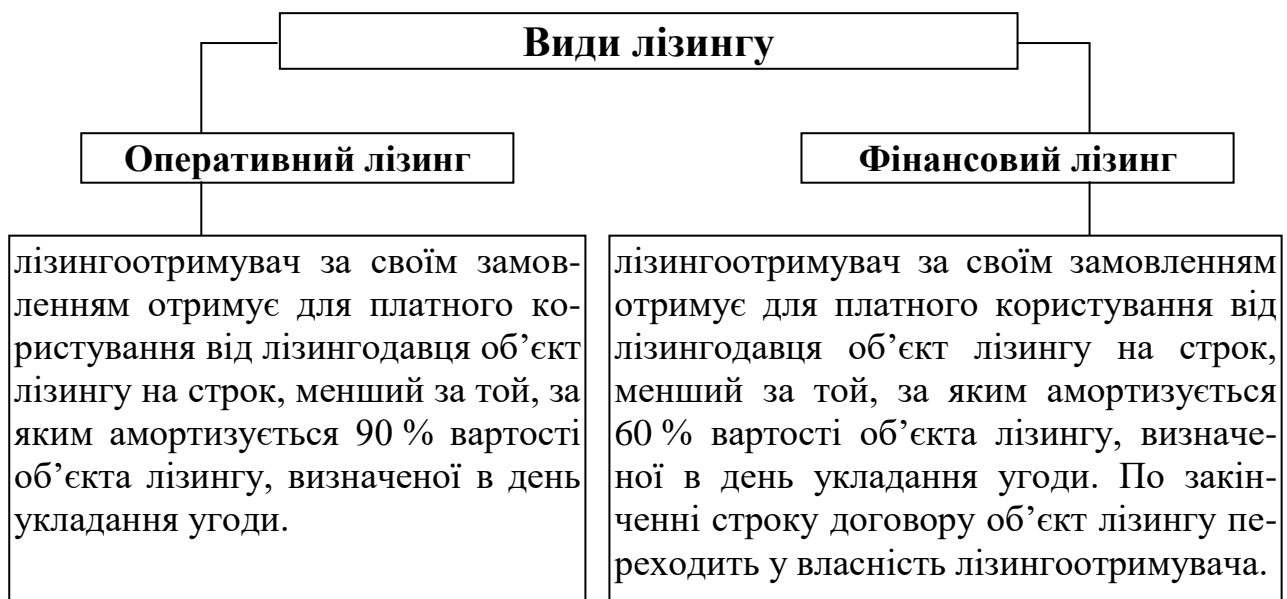 Види лізингу
Оперативний лізинг
Фінансовий лізинг
лізингоотримувач за своїм замов-
ленням отримує для платного ко-
ристування від лізингодавця об’єкт
лізингу на строк, менший за той, за
яким амортизується 90 % вартості
об’єкта лізингу, визначеної в день
укладання угоди.
лізингоотримувач за своїм замовленням
отримує для платного користування від
лізингодавця об’єкт лізингу на строк,
менший за той, за яким амортизується
60 % вартості об’єкта лізингу, визначе-
ної в день укладання угоди. По закін-
ченні строку договору об’єкт лізингу пе-
реходить у власність лізингоотримувача.